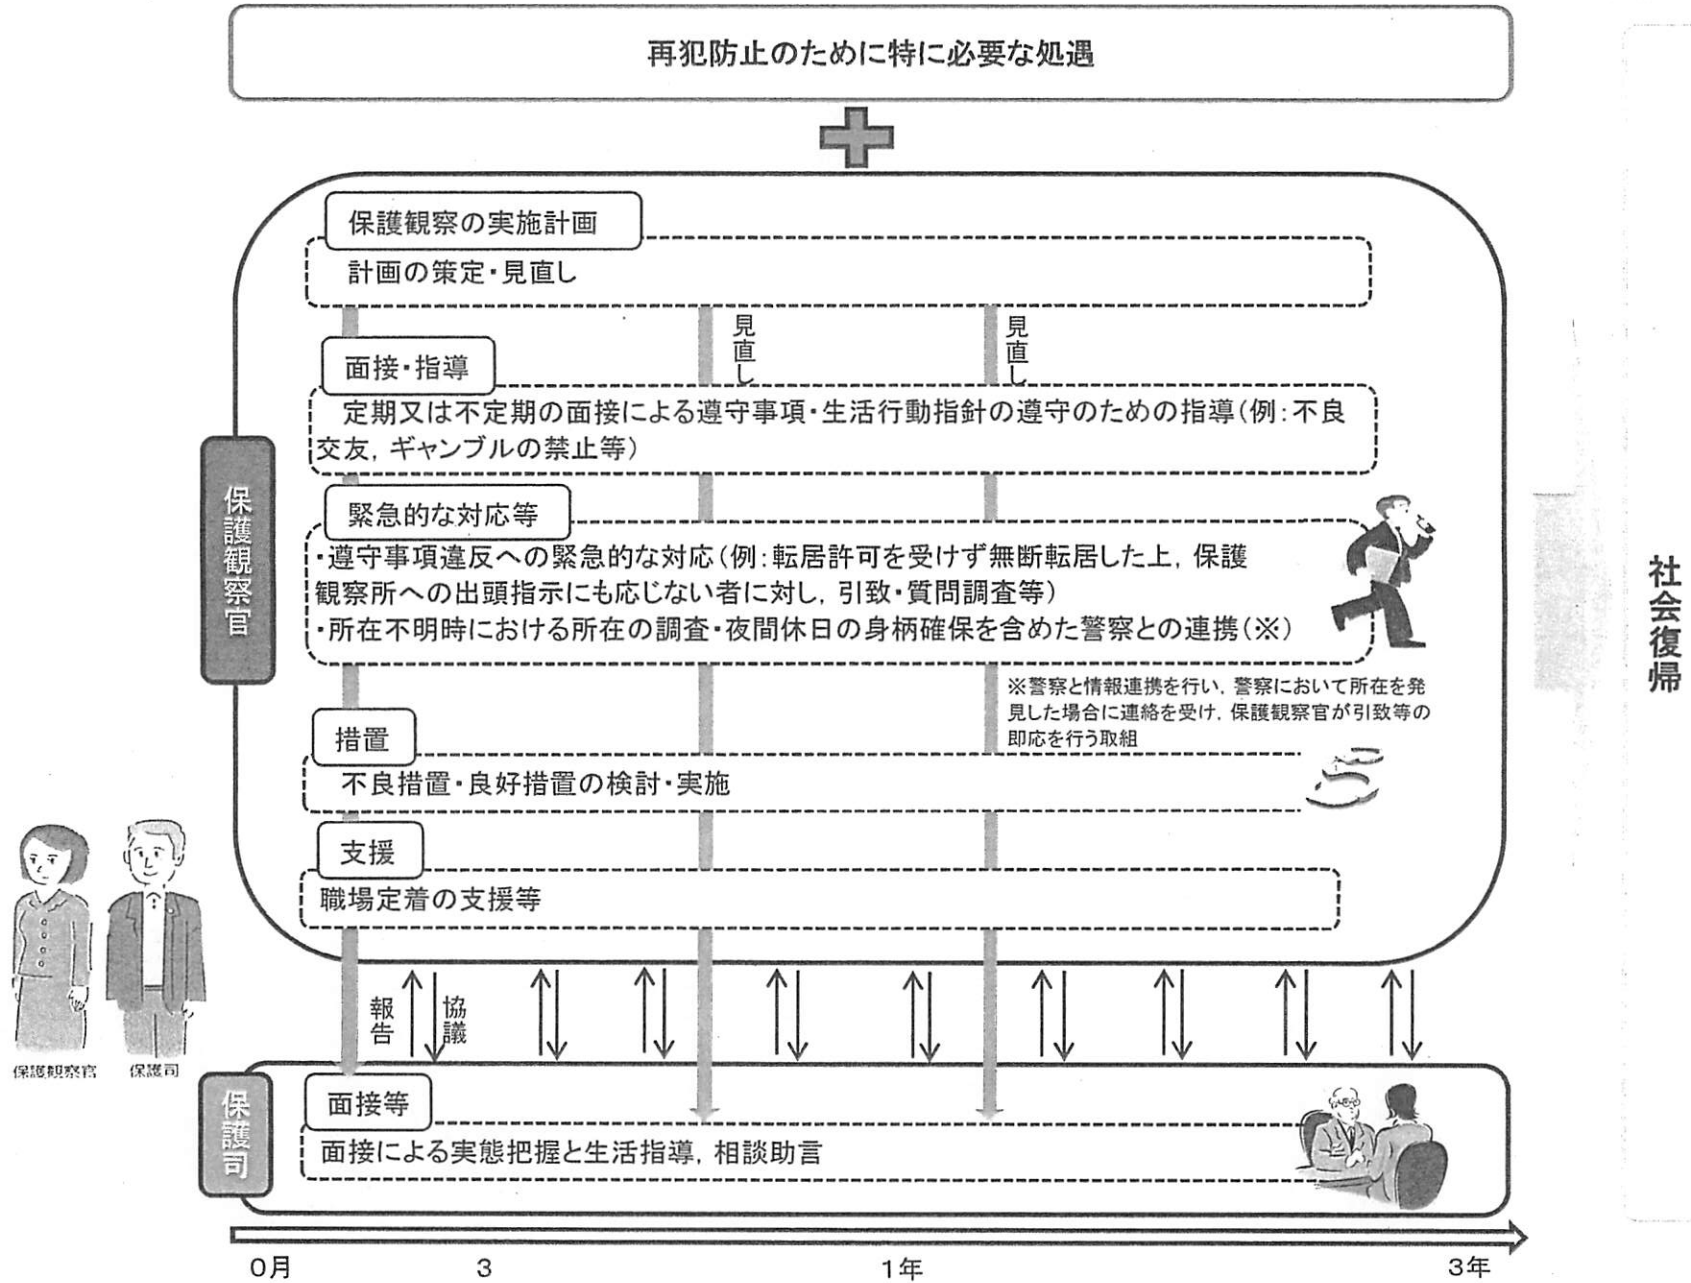 再犯防止のために特に必要な処遇
保護観察の実施計画
計画の策定・見直し
見直し
見直し
面接・指導
定期又は不定期の面接による遵守事項・生活行動指針の遵守のための指導(例:不良
交友,ギャンブルの禁止等)
緊急的な対応等
・遵守事項違反への緊急的な対応(例:転居許可を受けず無断転居した上,保護
観察所への出頭指示にも応じない者に対し,引致・質問調査等)
・所在不明時における所在の調査・夜間休日の身柄確保を含めた警察との連携(※)
※警察と情報連携を行い,警察において所在を発
見した場合に連絡を受け,保護観察官が引致等の
即応を行う取組
措置
不良措置・良好措置の検討・実施
支援
職場定着の支援等
保護観察官
報告
協議
保護観察官
保護司
保護司
面接等
面接による実態把握と生活指導,相談助言
0月
3
1年
3年
社会復帰